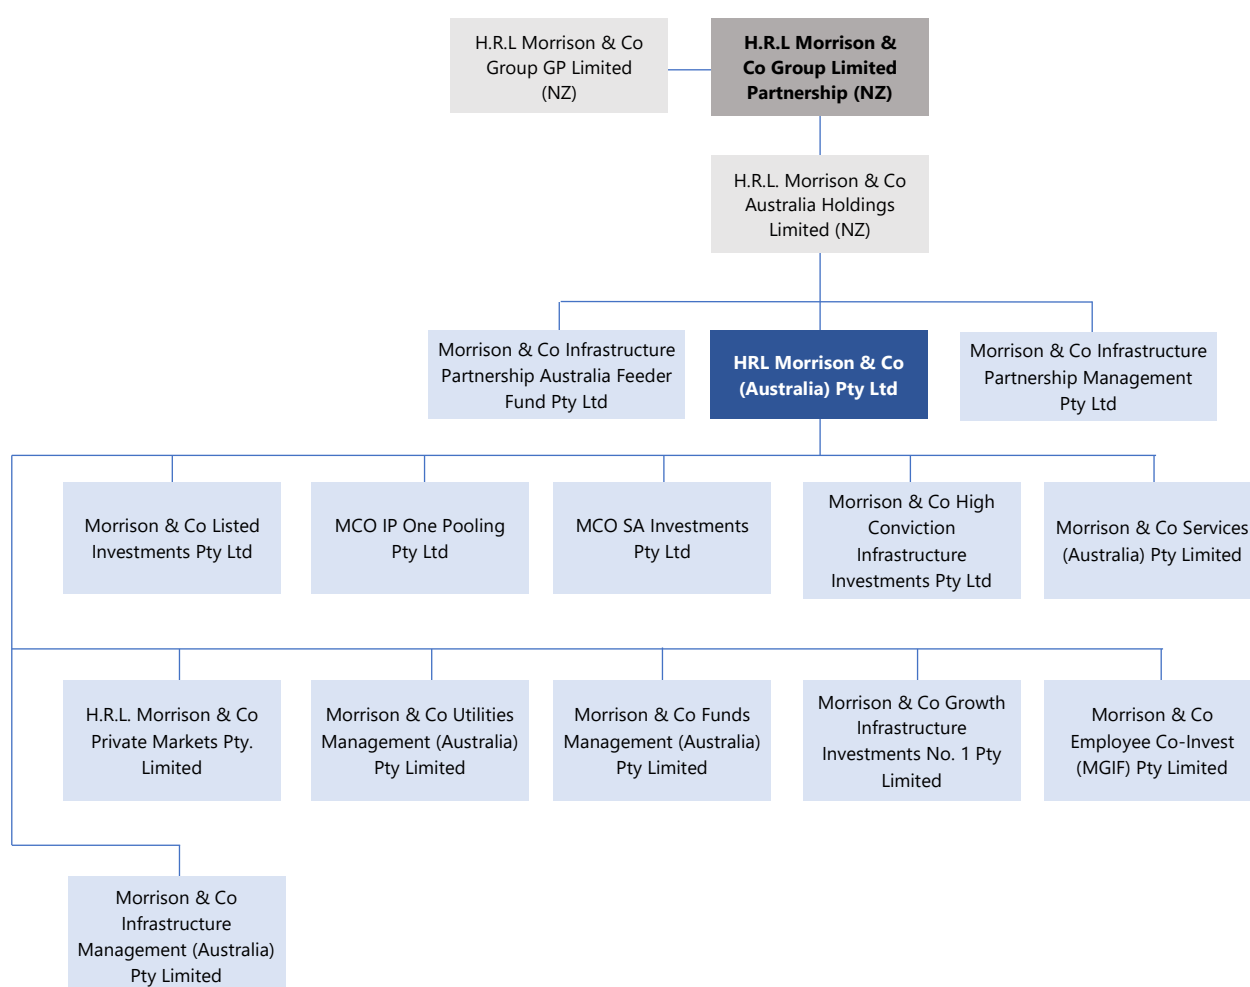 H.R.L Morrison & Co
Group GP Limited
(NZ)
H.R.L Morrison &
Co Group Limited
Partnership (NZ)
H.R.L. Morrison & Co
Australia Holdings
Limited (NZ)
Morrison & Co Infrastructure
Partnership Australia Feeder
Fund Pty Ltd
HRL Morrison & Co
(Australia) Pty Ltd
Morrison & Co Infrastructure
Partnership Management
Pty Ltd
Morrison & Co Listed
Investments Pty Ltd
MCO IP One Pooling
Pty Ltd
MCO SA Investments
Pty Ltd
Morrison & Co High
Conviction
Infrastructure
Investments Pty Ltd
Morrison & Co Services
(Australia) Pty Limited
H.R.L. Morrison & Co
Private Markets Pty.
Limited
Morrison & Co Utilities
Management (Australia)
Pty Limited
Morrison & Co Funds
Management (Australia)
Pty Limited
Morrison & Co Growth
Infrastructure
Investments No. 1 Pty
Limited
Morrison & Co
Employee Co-Invest
(MGIF) Pty Limited
Morrison & Co
Infrastructure
Management (Australia)
Pty Limited